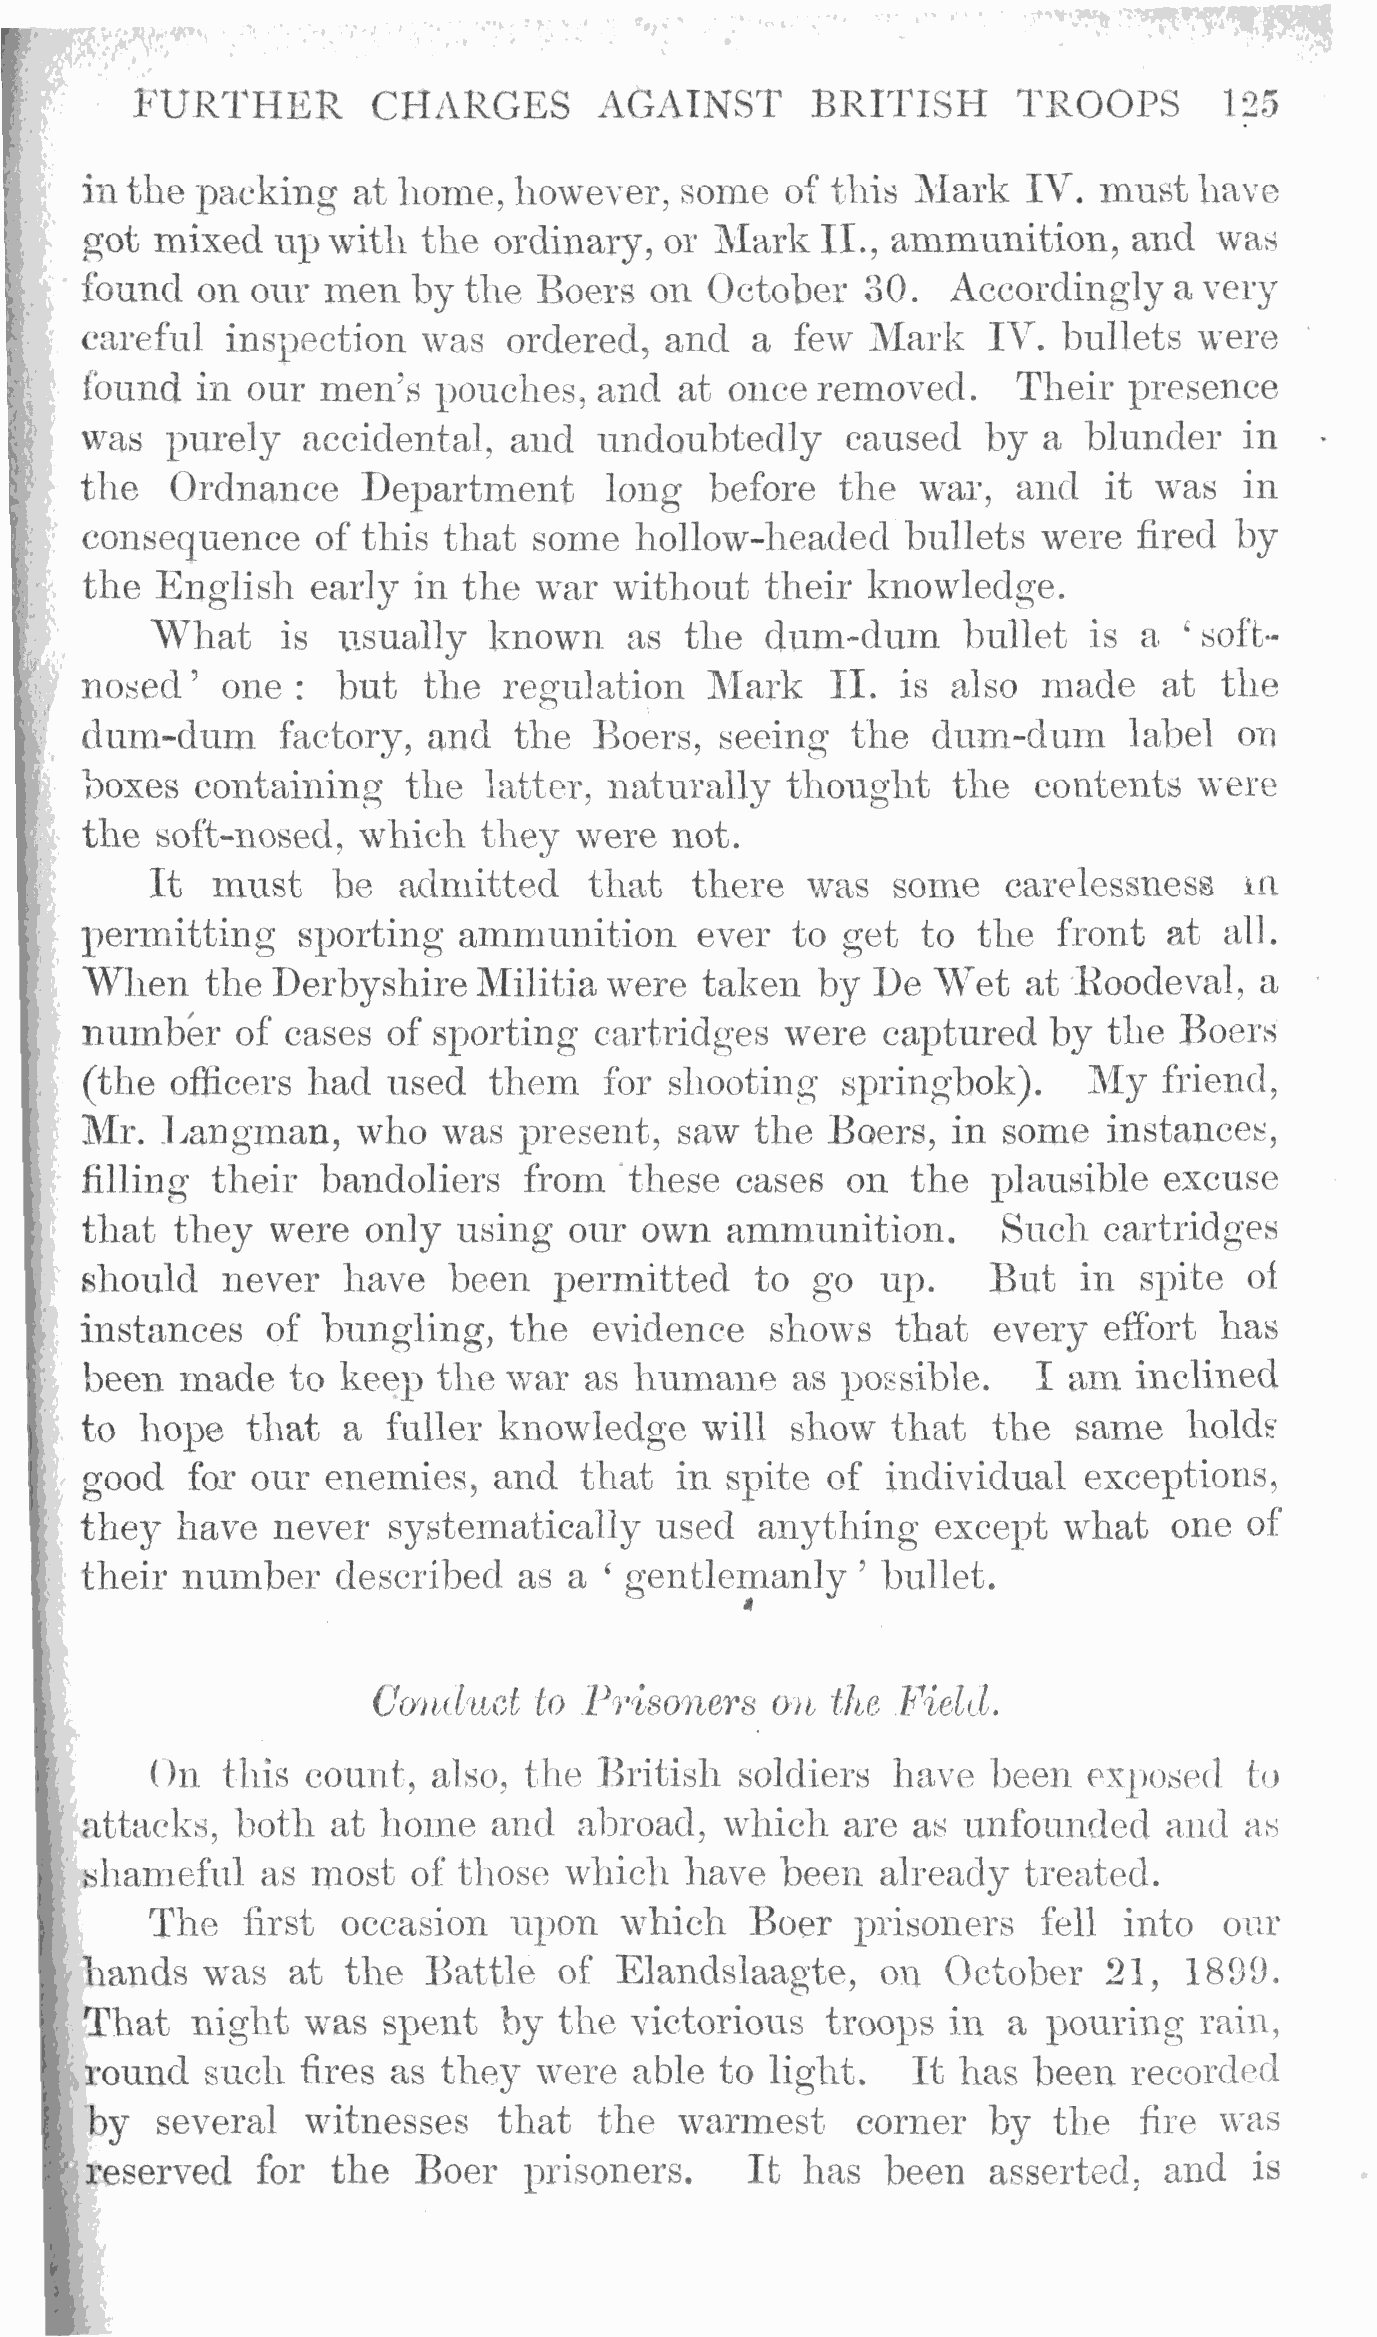 FURTHER CHARGES AGAINST BRITISH TROOPS 125
in the packing at home, however, some of this Mark IV. must have
got mixed up with the ordinary, or Mark II., ammunition, and was
found on our men by the Boers on October 30. Accordingly a very
careful inspection was ordered, and a few Mark IV. bullets were
found in our men's pouches, and at once removed. Their presence
was purely accidental, and undoubtedly caused by a blunder in
the Ordnance Department long before the war, and it was in
consequence of this that some hollow-headed bullets were fired by
the English early in the war without their knowledge.
What is usually known as the dum-dum bullet is a ‘soft-
nosed’ one : but the regulation Mark II. is also made at the
dum-dum factory, and the Boers, seeing the dum-dum label on
boxes containing the latter, naturally thought the contents were
the soft-nosed, which they were not.
It must be admitted that there was some carelessness in
permitting sporting ammunition ever to get to the front at all.
When the Derbyshire Militia were taken by De Wet at Roodeval, a
number of cases of sporting cartridges were captured by the Boers
(the officers had used them for shooting springbok). My friend,
Mr. Langman, who was present, saw the Boers, in some instances,
filling their bandoliers from these cases on the plausible excuse
that they were only using our own ammunition. Such cartridges
should never have been permitted to go up. But in spite of
instances of bungling, the evidence shows that every effort has
been made to keep the war as humane as possible. I am inclined
to hope that a fuller knowledge will show that the same holds
good for our enemies, and that in spite of individual exceptions,
they have never systematically used anything except what one of
their number described as a ‘ gentlemanly ’ bullet.
Conduct to Prisoners on the Field.
On this count, also, the British soldiers have been exposed to
attacks, both at home and abroad, which are as unfounded and as
shameful as most of those which have been already treated.
The first occasion upon which Boer prisoners fell into our
hands was at the Battle of Elandslaagte, on October 21, 1899.
That night was spent by the victorious troops in a pouring rain,
round such fires as they were able to light. It has been recorded
by several witnesses that the warmest corner by the fire was
reserved for the Boer prisoners. It has been asserted, and is